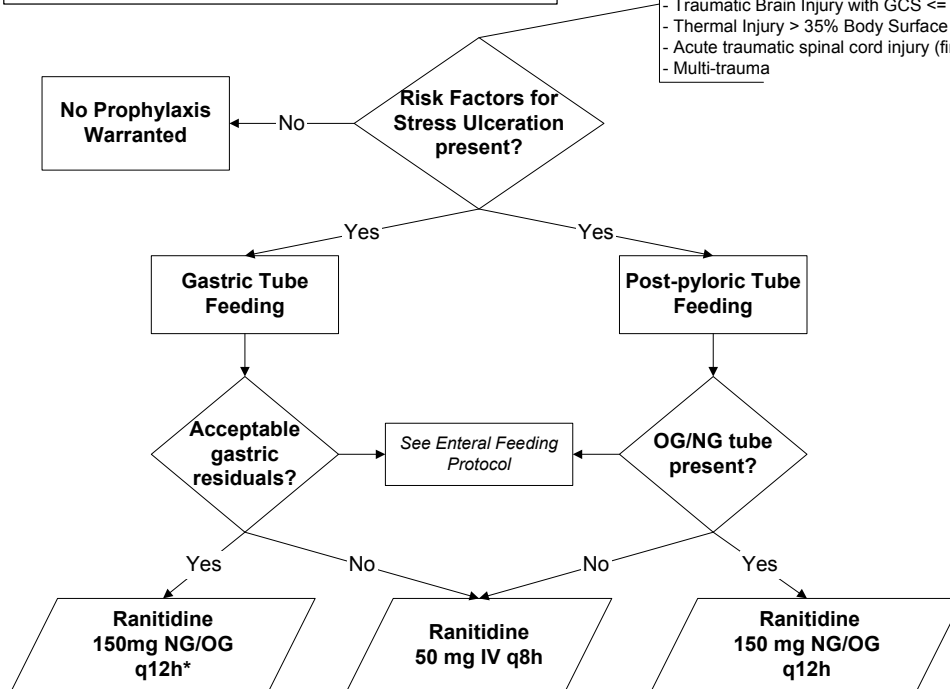 - Traumatic Brain Injury with GCS <=
- Thermal Injury > 35% Body Surface
- Acute traumatic spinal cord injury
- Multi-trauma
Risk Factors for
Stress Ulceration
present?
No
No Prophylaxis
Warranted
Yes
Yes
Gastric Tube
Feeding
Post-pyloric Tube
Feeding
Acceptable
gastric
residuals?
See Enteral Feeding
Protocol
OG/NG tube
present?
Yes
No
No
Yes
Ranitidine
150mg NG/OG
q12h*
Ranitidine
50 mg IV q8h
Ranitidine
150 mg NG/OG
q12h